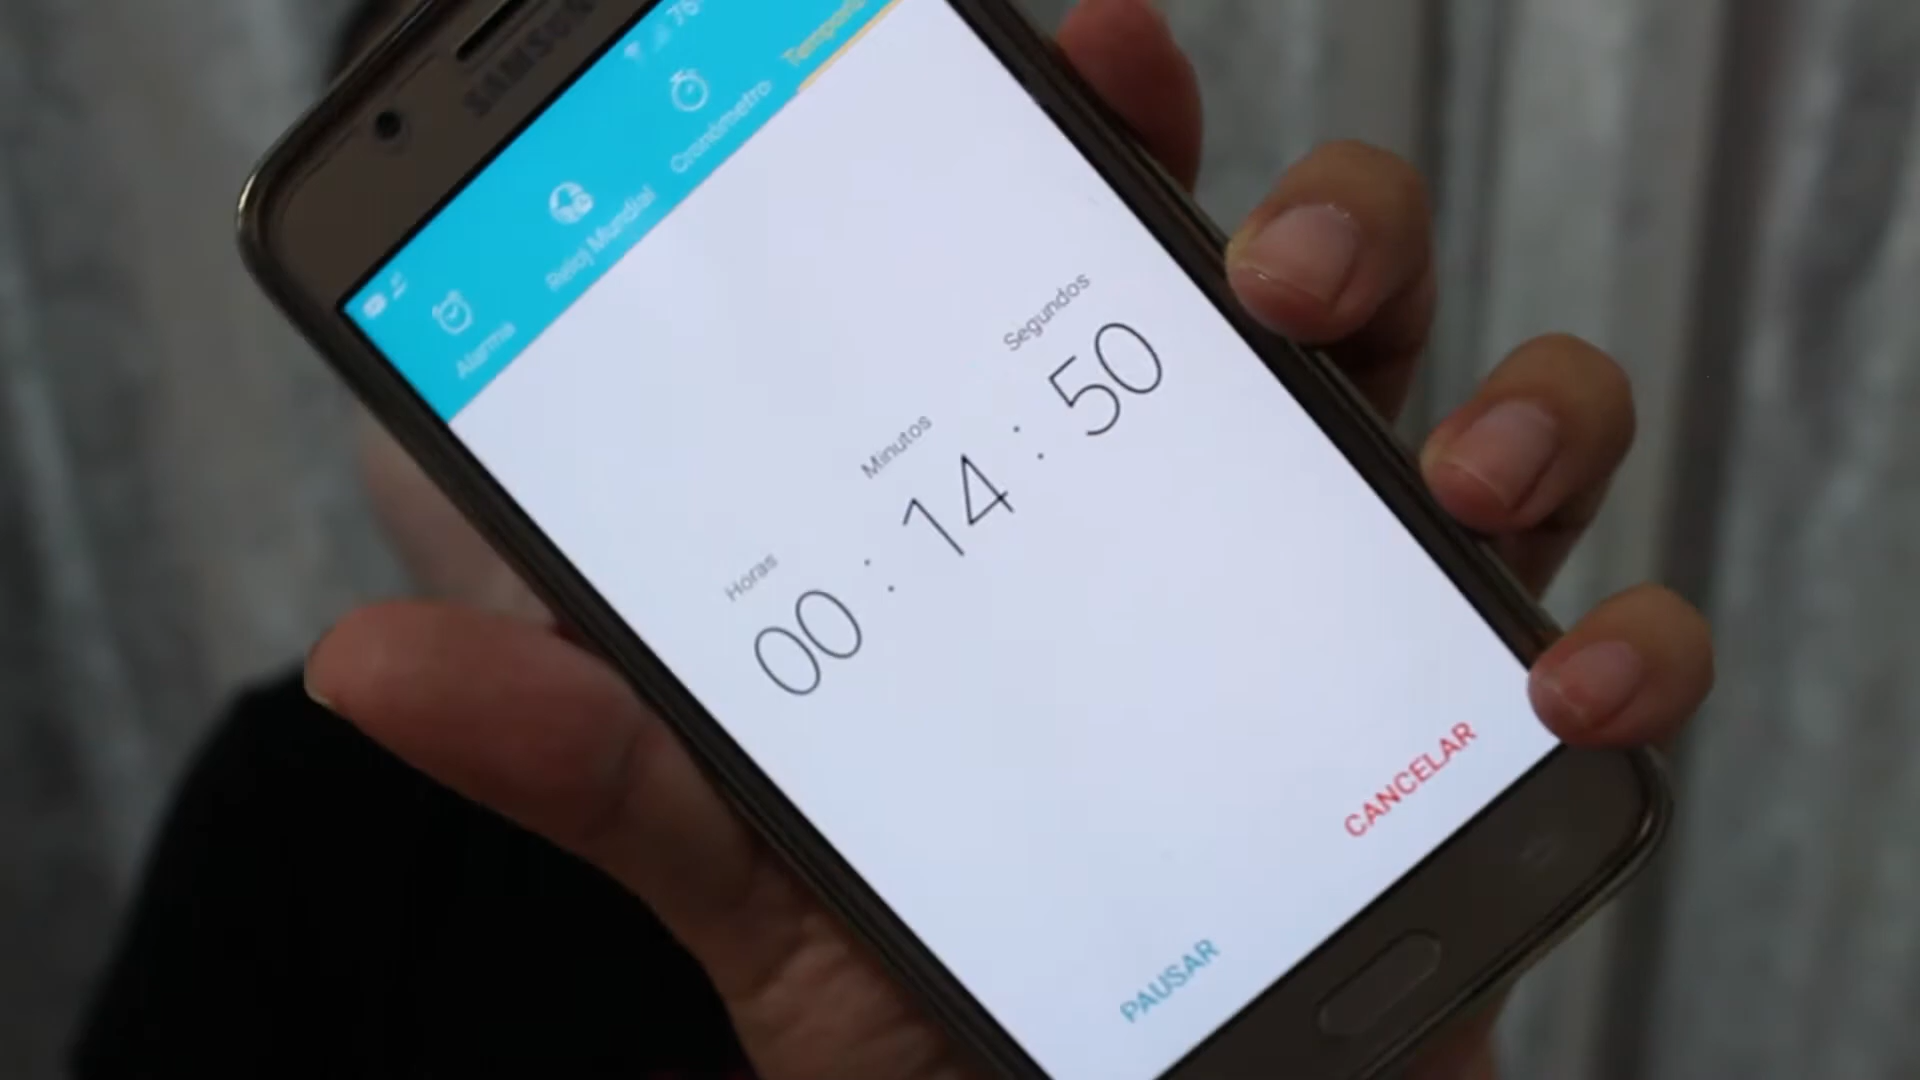 SAMSUNG
Alarma
Reloj Mundial
Cronómetro
Horas
Minutos
Segundos
00 : 14 : 50
PAUSAR
CANCELAR